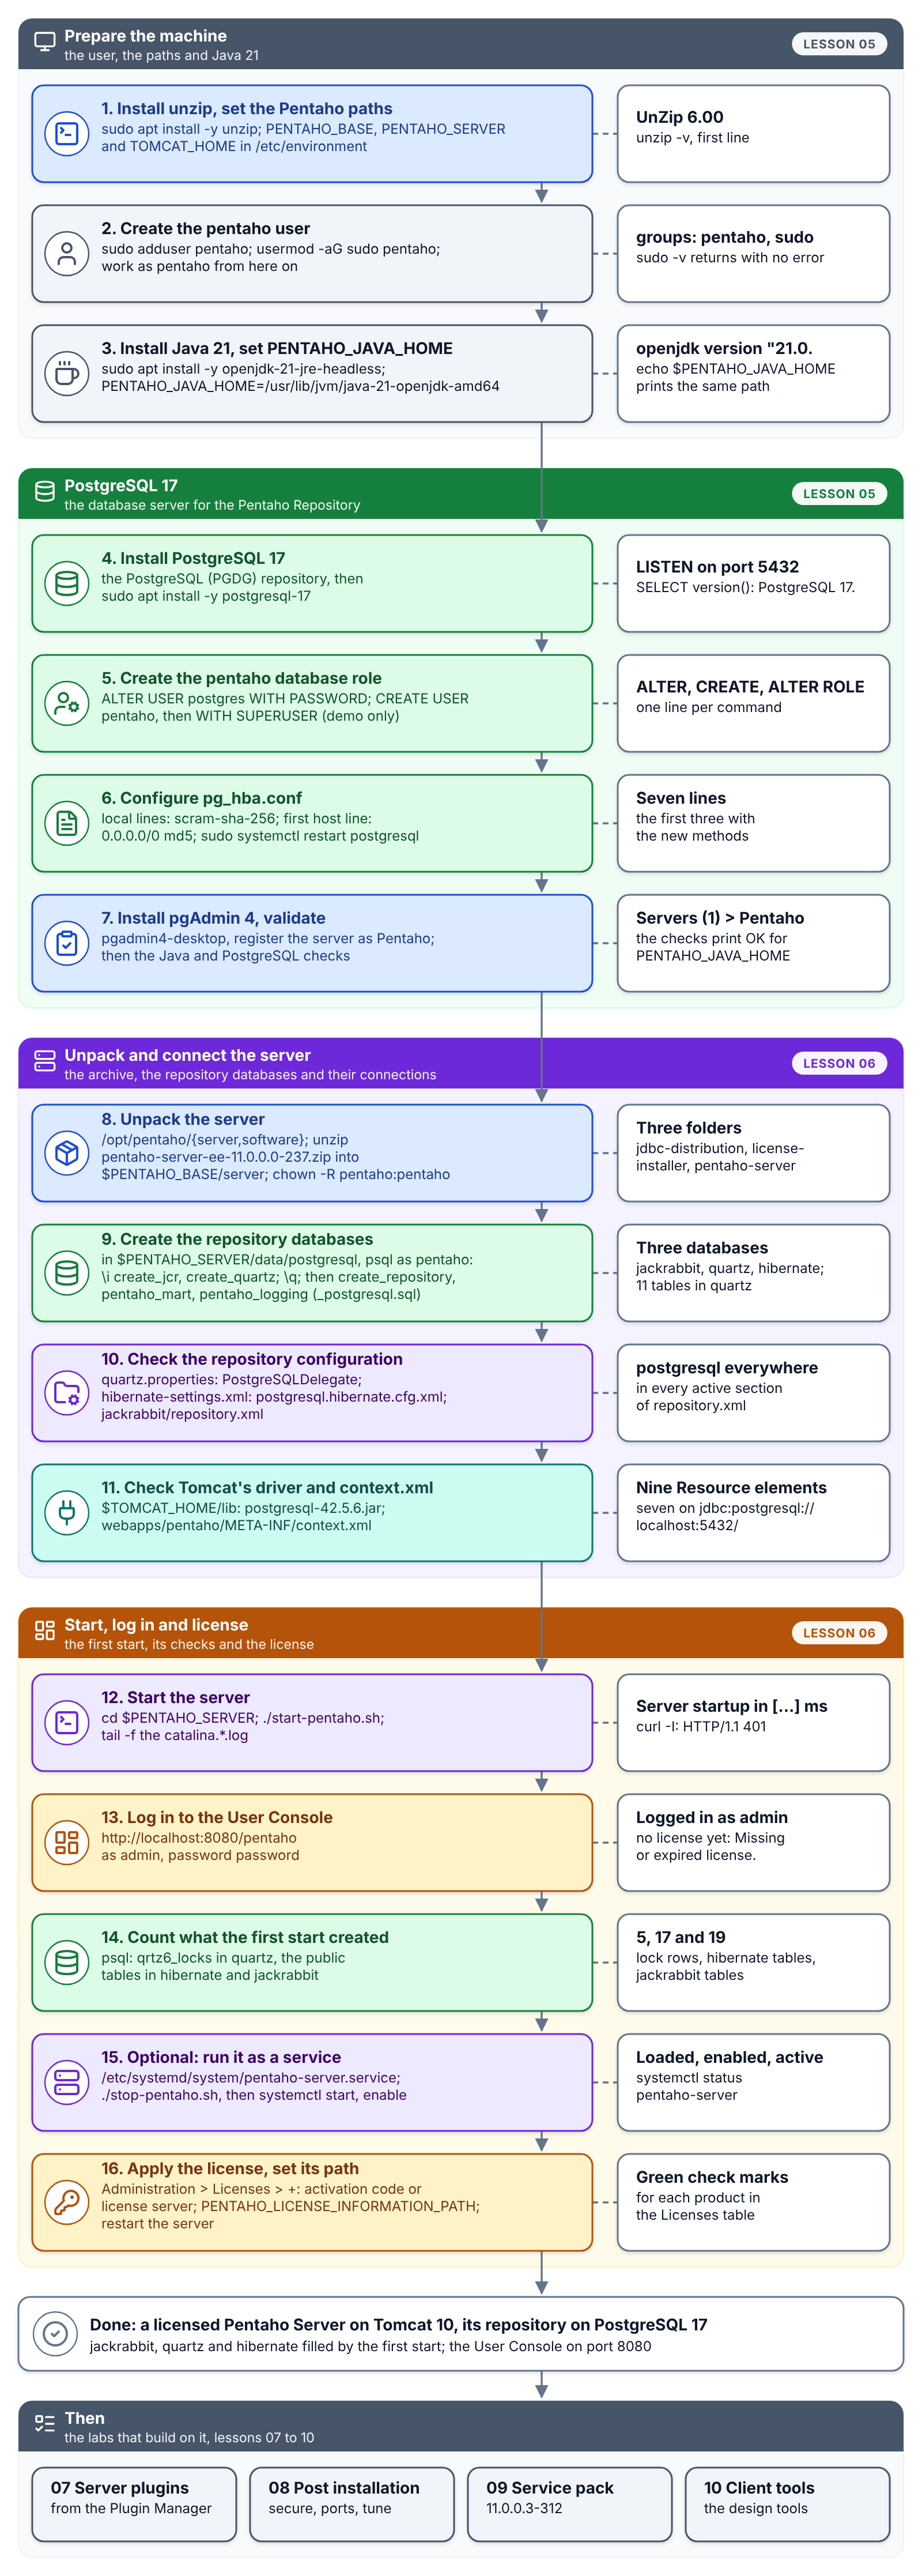 Prepare the machine
the user, the paths and Java 21
LESSON 05
1. Install unzip, set the Pentaho paths
sudo apt install -y unzip; PENTAHO_BASE, PENTAHO_SERVER
and TOMCAT_HOME in /etc/environment
UnZip 6.00
unzip -v, first line
2. Create the pentaho user
sudo adduser pentaho; usermod -aG sudo pentaho;
work as pentaho from here on
groups: pentaho, sudo
sudo -v returns with no error
3. Install Java 21, set PENTAHO_JAVA_HOME
sudo apt install -y openjdk-21-jre-headless;
PENTAHO_JAVA_HOME=/usr/lib/jvm/java-21-openjdk-amd64
openjdk version "21.0.
echo $PENTAHO_JAVA_HOME
prints the same path
PostgreSQL 17
the database server for the Pentaho Repository
LESSON 05
4. Install PostgreSQL 17
the PostgreSQL (PGDG) repository, then
sudo apt install -y postgresql-17
LISTEN on port 5432
SELECT version(): PostgreSQL 17.
5. Create the pentaho database role
ALTER USER postgres WITH PASSWORD; CREATE USER
pentaho, then WITH SUPERUSER (demo only)
ALTER, CREATE, ALTER ROLE
one line per command
6. Configure pg_hba.conf
local lines: scram-sha-256; first host line:
0.0.0.0/0 md5; sudo systemctl restart postgresql
Seven lines
the first three with
the new methods
7. Install pgAdmin 4, validate
pgadmin4-desktop, register the server as Pentaho;
then the Java and PostgreSQL checks
Servers (1) > Pentaho
the checks print OK for
PENTAHO_JAVA_HOME
Unpack and connect the server
the archive, the repository databases and their connections
LESSON 06
8. Unpack the server
/opt/pentaho/{server,software}; unzip
pentaho-server-ee-11.0.0.0-237.zip into
$PENTAHO_BASE/server; chown -R pentaho:pentaho
Three folders
jdbc-distribution, license-
installer, pentaho-server
9. Create the repository databases
in $PENTAHO_SERVER/data/postgresql, psql as pentaho:
\i create_jcr, create_quartz; \q; then create_repository,
pentaho_mart, pentaho_logging (_postgresql.sql)
Three databases
jackrabbit, quartz, hibernate;
11 tables in quartz
10. Check the repository configuration
quartz.properties: PostgreSQLDelegate;
hibernate-settings.xml: postgresql.hibernate.cfg.xml;
jackrabbit/repository.xml
postgresql everywhere
in every active section
of repository.xml
11. Check Tomcat's driver and context.xml
$TOMCAT_HOME/lib: postgresql-42.5.6.jar;
webapps/pentaho/META-INF/context.xml
Nine Resource elements
seven on jdbc:postgresql://
localhost:5432/
Start, log in and license
the first start, its checks and the license
LESSON 06
12. Start the server
cd $PENTAHO_SERVER; ./start-pentaho.sh;
tail -f the catalina.*.log
Server startup in [...] ms
curl -I: HTTP/1.1 401
13. Log in to the User Console
http://localhost:8080/pentaho
as admin, password password
Logged in as admin
no license yet: Missing
or expired license.
14. Count what the first start created
psql: qrtz6_locks in quartz, the public
tables in hibernate and jackrabbit
5, 17 and 19
lock rows, hibernate tables,
jackrabbit tables
15. Optional: run it as a service
/etc/systemd/system/pentaho-server.service;
./stop-pentaho.sh, then systemctl start, enable
Loaded, enabled, active
systemctl status
pentaho-server
16. Apply the license, set its path
Administration > Licenses > +: activation code or
license server; PENTAHO_LICENSE_INFORMATION_PATH;
restart the server
Green check marks
for each product in
the Licenses table
Done: a licensed Pentaho Server on Tomcat 10, its repository on PostgreSQL 17
jackrabbit, quartz and hibernate filled by the first start; the User Console on port 8080
Then
the labs that build on it, lessons 07 to 10
07 Server plugins
from the Plugin Manager
08 Post installation
secure, ports, tune
09 Service pack
11.0.0.3-312
10 Client tools
the design tools